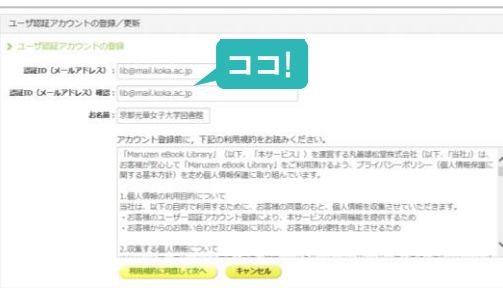 ユーザ認証アカウントの登録／更新
ユーザ認証アカウントの登録
認証ID（メールアドレス）：lib@mail.koka.ac.jp
ココ!
認証ID（メールアドレス）確認：lib@mail.koka.ac.jp
お名前：京都光華女子大学図書館
アカウント登録前に，下記の利用規約をお読みください。
「Maruzen eBook Library」（以下、「本サービス」）を運営する丸善雄松堂株式会社（以下、「当社」）は、
お客様が安心して「Maruzen eBook Library」をご利用頂けるよう、プライバシーポリシー（個人情報保護に
関する基本方針）を定め個人情報保護に取り組んでいます。
1.個人情報の利用目的について
当社は、以下の目的で利用するために、お客様の同意のもと、個人情報を収集させていただきます。
・お客様のユーザー認証アカウント登録により、本サービスの利用機能を提供するため
・お客様からのお問い合わせ及び相談に対応し、お客様の利便性を向上させるため
2.収集する個人情報について
利用規約に同意して次へ
キャンセル